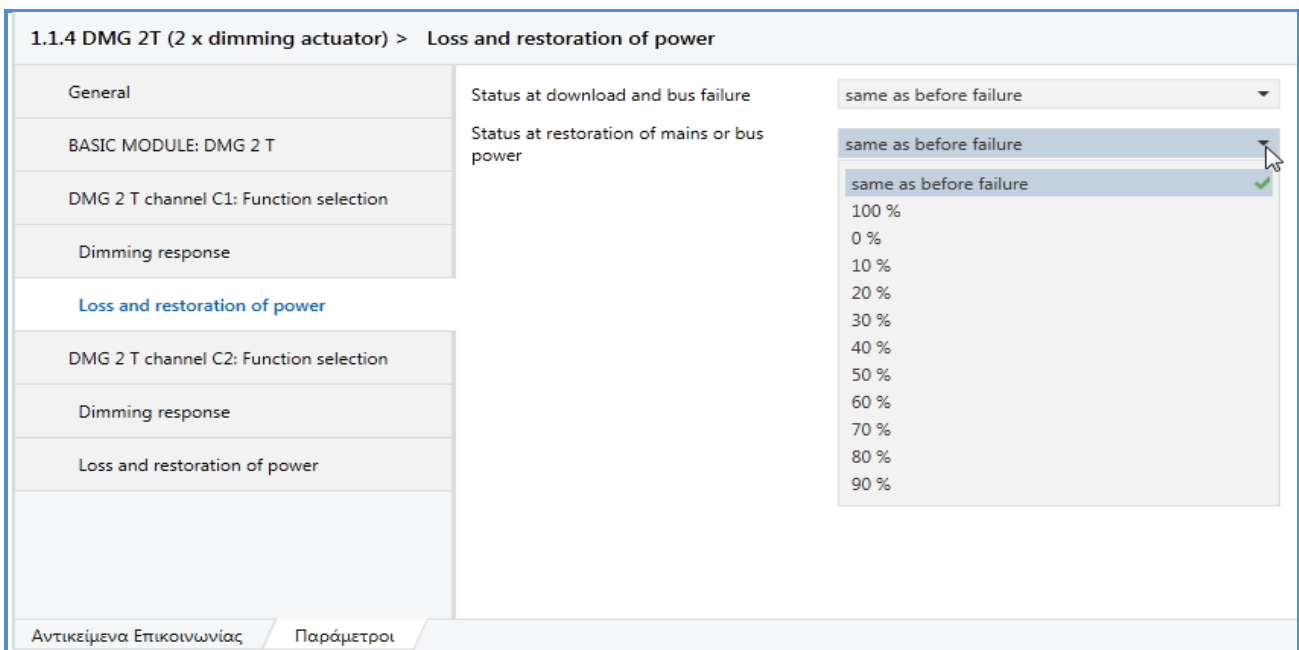 1.1.4 DMG 2T (2 x dimming actuator) > Loss and restoration of power
General
BASIC MODULE: DMG 2 T
DMG 2 T channel C1: Function selection
Dimming response
Loss and restoration of power
DMG 2 T channel C2: Function selection
Dimming response
Loss and restoration of power
Status at download and bus failure
same as before failure
Status at restoration of mains or bus
power
same as before failure
same as before failure
100 %
0 %
10 %
20 %
30 %
40 %
50 %
60 %
70 %
80 %
90 %
Αντικείμενα Επικοινωνίας
Παράμετροι